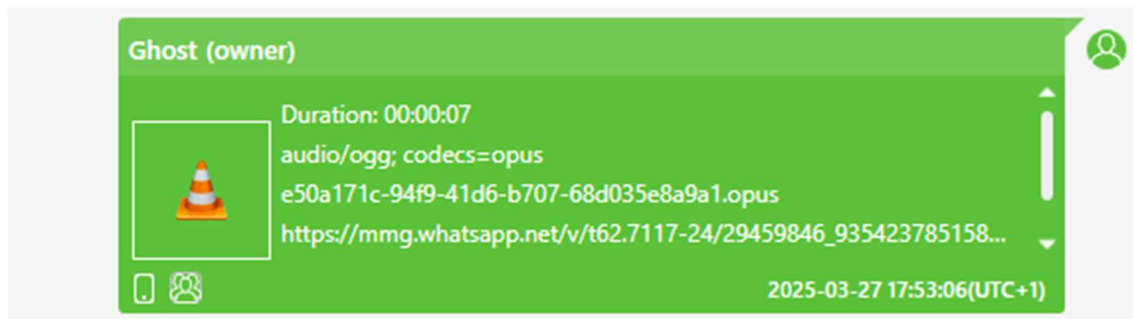 Ghost (owner)
Duration: 00:00:07
audio/ogg; codecs=opus
e50a171c-94f9-41d6-b707-68d035e8a9a1.opus
https://mmg.whatsapp.net/v/t62.7117-24/29459846_935423785158...
2025-03-27 17:53:06(UTC+1)